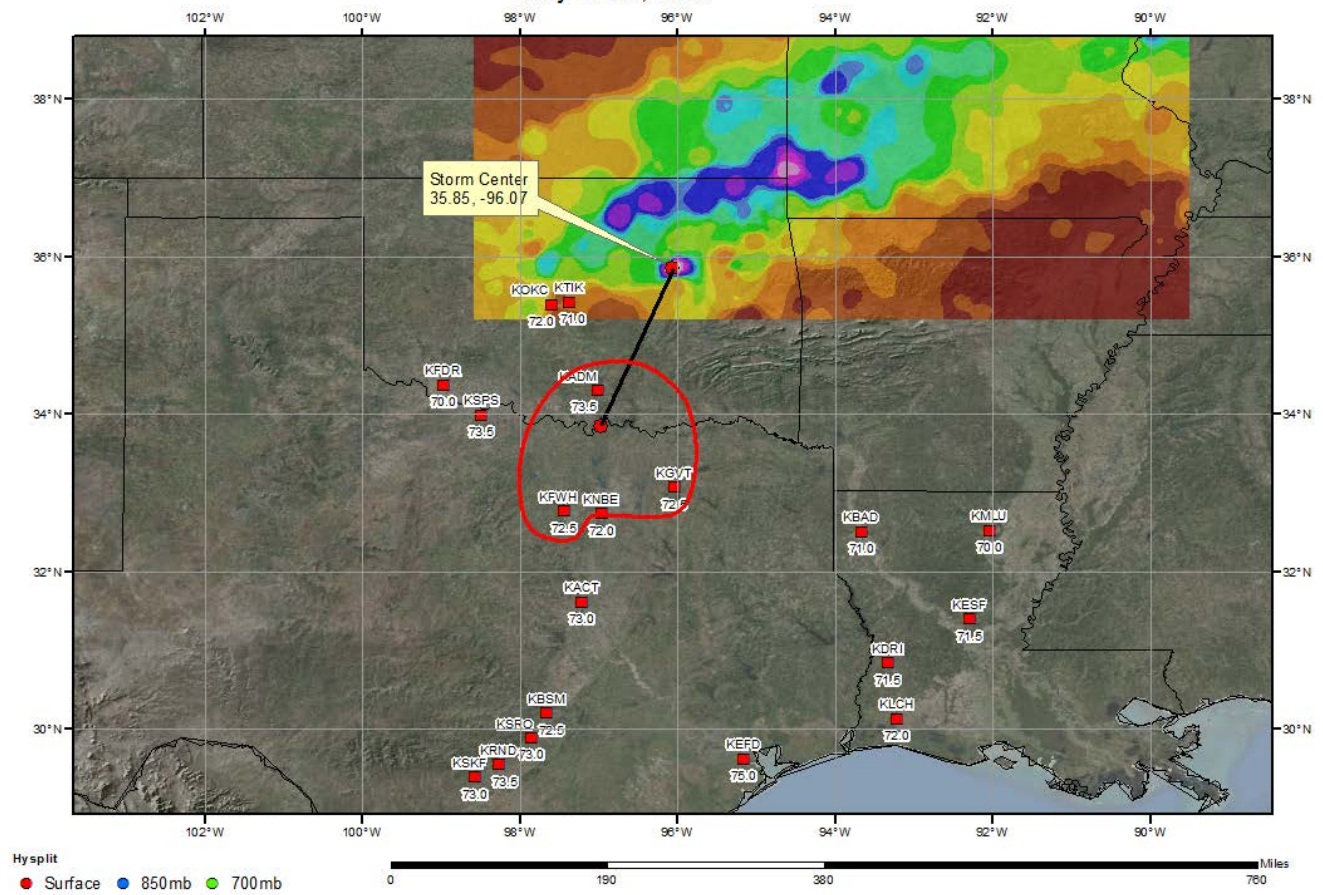 102°W 100°W 98°W 96°W 94°W 92°W 90°W
38°N 38°N
Storm Center
35.85, -96.07
36°N 36°N
KOKC KTIK
72.0 71.0
KFDR KADM
70.0 73.5
34°N KSPS 34°N
73.5
KGVT
72.5
KFWH KNBE
72.5 72.0
KBAD KMLU
71.0 70.0
32°N 32°N
KACT
73.0
KESF
71.5
KDRI
71.5
KBSM
72.5
KLCH
72.0
30°N 30°N
KSRQ
73.0
KRND
73.5
KSKF
73.0
KEFD
75.0
102°W 100°W 98°W 96°W 94°W 92°W 90°W
Hysplit
Surface 850mb 700mb
Miles
0 190 380 760